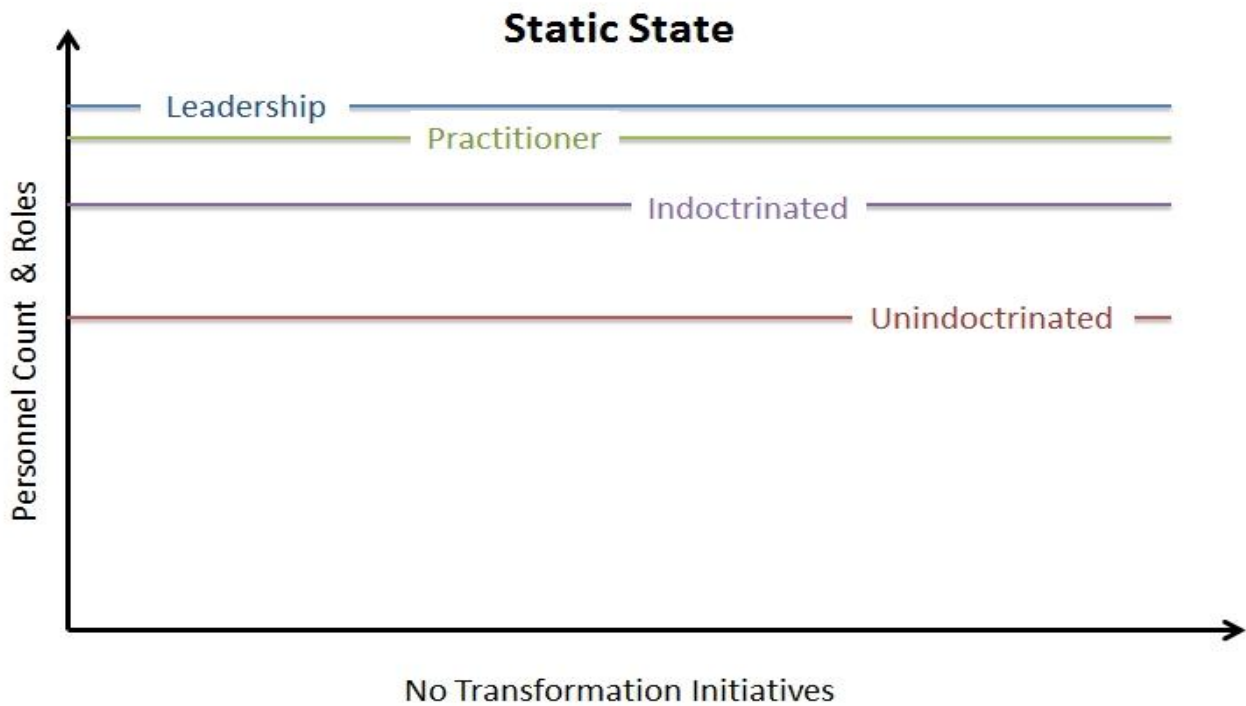 Static State
Leadership
Practitioner
Indoctrinated
Unindoctrinated
Personnel Count & Roles
No Transformation Initiatives